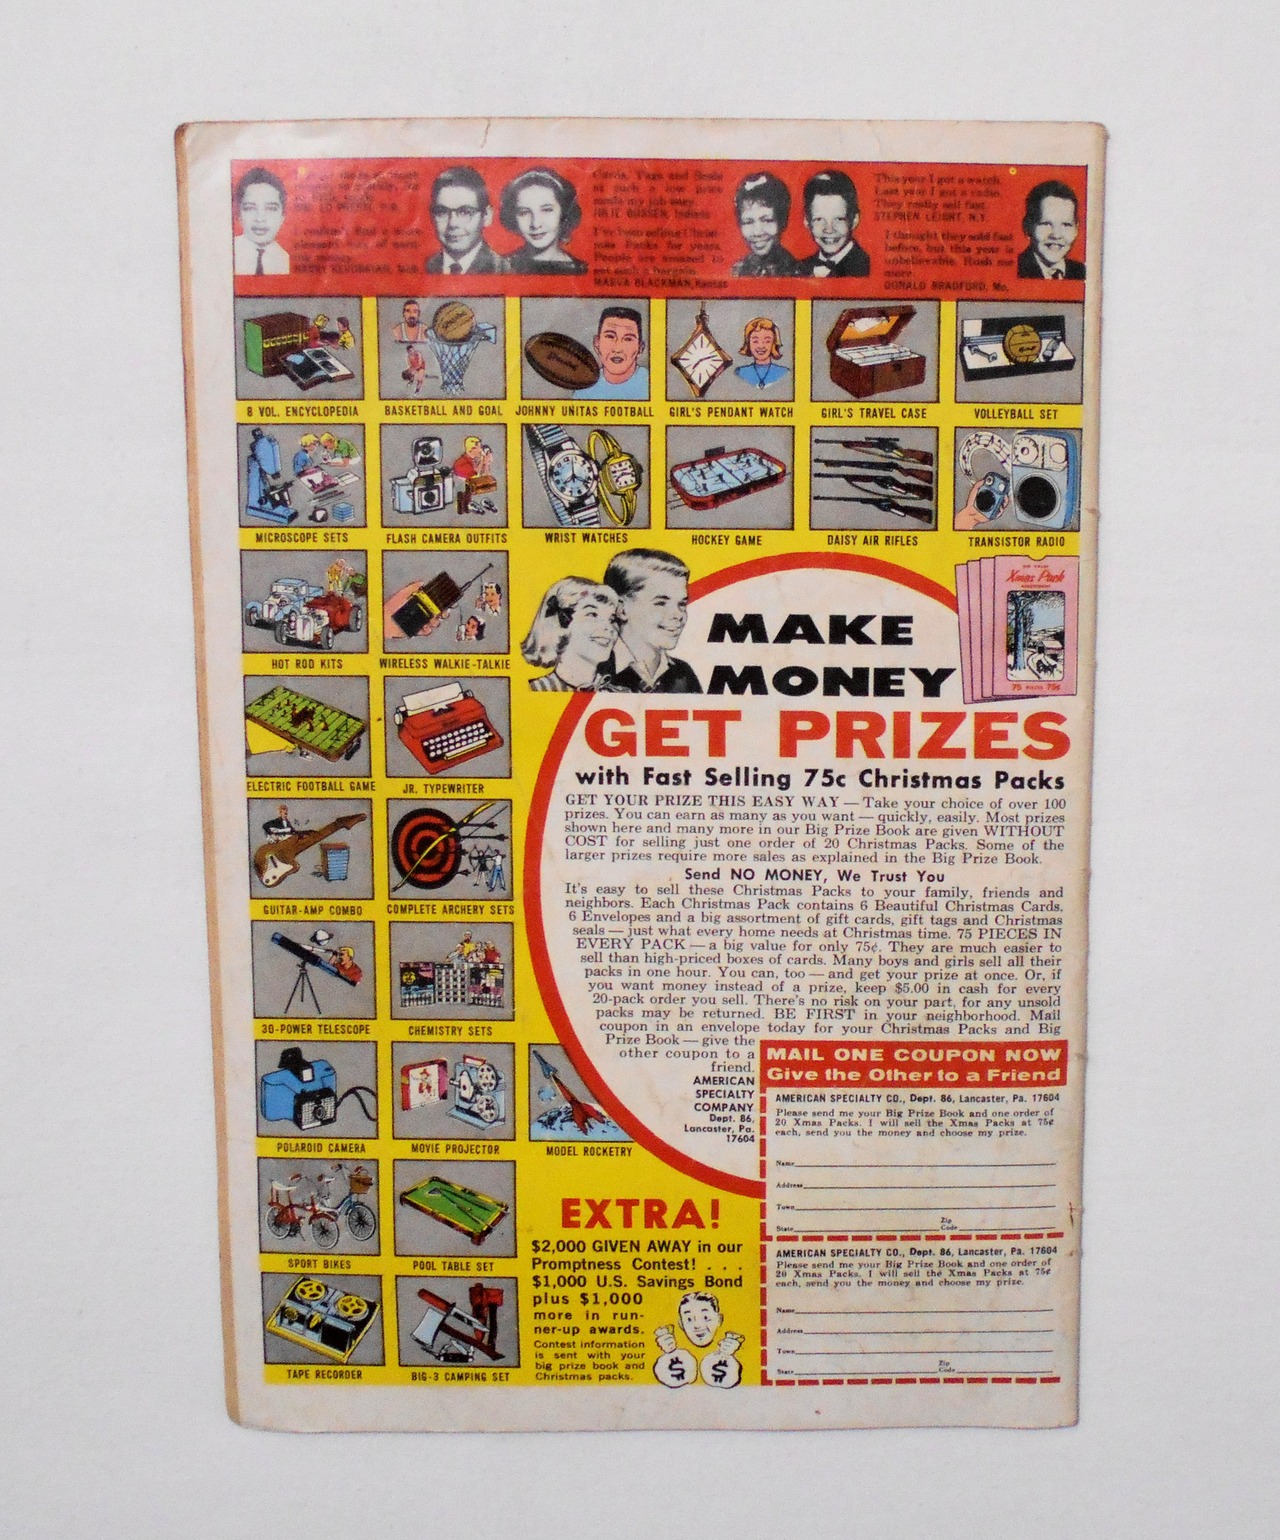 Cards, Tags and Seals
at such a low price
made my job easy.
JULIE BUSSEN, Indiana
I've been selling Christ-
mas Packs for years.
People are amazed to
get such a bargain.
MARVA BLACKMAN, Kansas
This year I got a watch.
Last year I got a radio.
They really sell fast.
STEPHEN LEIGHT, N.Y.
I thought they sold fast
before, but this year is
unbelievable. Rush me
more.
DONALD BRADFORD, Mo.
8 VOL. ENCYCLOPEDIA
BASKETBALL AND GOAL
JOHNNY UNITAS FOOTBALL
GIRL'S PENDANT WATCH
GIRL'S TRAVEL CASE
VOLLEYBALL SET
MICROSCOPE SETS
FLASH CAMERA OUTFITS
WRIST WATCHES
HOCKEY GAME
DAISY AIR RIFLES
TRANSISTOR RADIO
HOT ROD KITS
WIRELESS WALKIE-TALKIE
ELECTRIC FOOTBALL GAME
JR. TYPEWRITER
GUITAR-AMP COMBO
COMPLETE ARCHERY SETS
30-POWER TELESCOPE
CHEMISTRY SETS
POLAROID CAMERA
MOVIE PROJECTOR
MODEL ROCKETRY
SPORT BIKES
POOL TABLE SET
TAPE RECORDER
BIG-3 CAMPING SET
Xmas Pack
75 PIECES 75¢
MAKE
MONEY
GET PRIZES
with Fast Selling 75c Christmas Packs
GET YOUR PRIZE THIS EASY WAY — Take your choice of over 100
prizes. You can earn as many as you want — quickly, easily. Most prizes
shown here and many more in our Big Prize Book are given WITHOUT
COST for selling just one order of 20 Christmas Packs. Some of the
larger prizes require more sales as explained in the Big Prize Book.
Send NO MONEY, We Trust You
It's easy to sell these Christmas Packs to your family, friends and
neighbors. Each Christmas Pack contains 6 Beautiful Christmas Cards,
6 Envelopes and a big assortment of gift cards, gift tags and Christmas
seals — just what every home needs at Christmas time. 75 PIECES IN
EVERY PACK — a big value for only 75¢. They are much easier to
sell than high-priced boxes of cards. Many boys and girls sell all their
packs in one hour. You can, too — and get your prize at once. Or, if
you want money instead of a prize, keep $5.00 in cash for every
20-pack order you sell. There's no risk on your part, for any unsold
packs may be returned. BE FIRST in your neighborhood. Mail
coupon in an envelope today for your Christmas Packs and Big
Prize Book — give the
other coupon to a
friend.
AMERICAN
SPECIALTY
COMPANY
Dept. 86,
Lancaster, Pa.
17604
EXTRA!
$2,000 GIVEN AWAY in our
Promptness Contest! . . .
$1,000 U.S. Savings Bond
plus $1,000
more in run-
ner-up awards.
Contest information
is sent with your
big prize book and
Christmas packs.
$ $
MAIL ONE COUPON NOW
Give the Other to a Friend
AMERICAN SPECIALTY CO., Dept. 86, Lancaster, Pa. 17604
Please send me your Big Prize Book and one order of
20 Xmas Packs. I will sell the Xmas Packs at 75¢
each, send you the money and choose my prize.
Name
Address
Town
State Zip Code
AMERICAN SPECIALTY CO., Dept. 86, Lancaster, Pa. 17604
Please send me your Big Prize Book and one order of
20 Xmas Packs. I will sell the Xmas Packs at 75¢
each, send you the money and choose my prize.
Name
Address
Town
State Zip Code